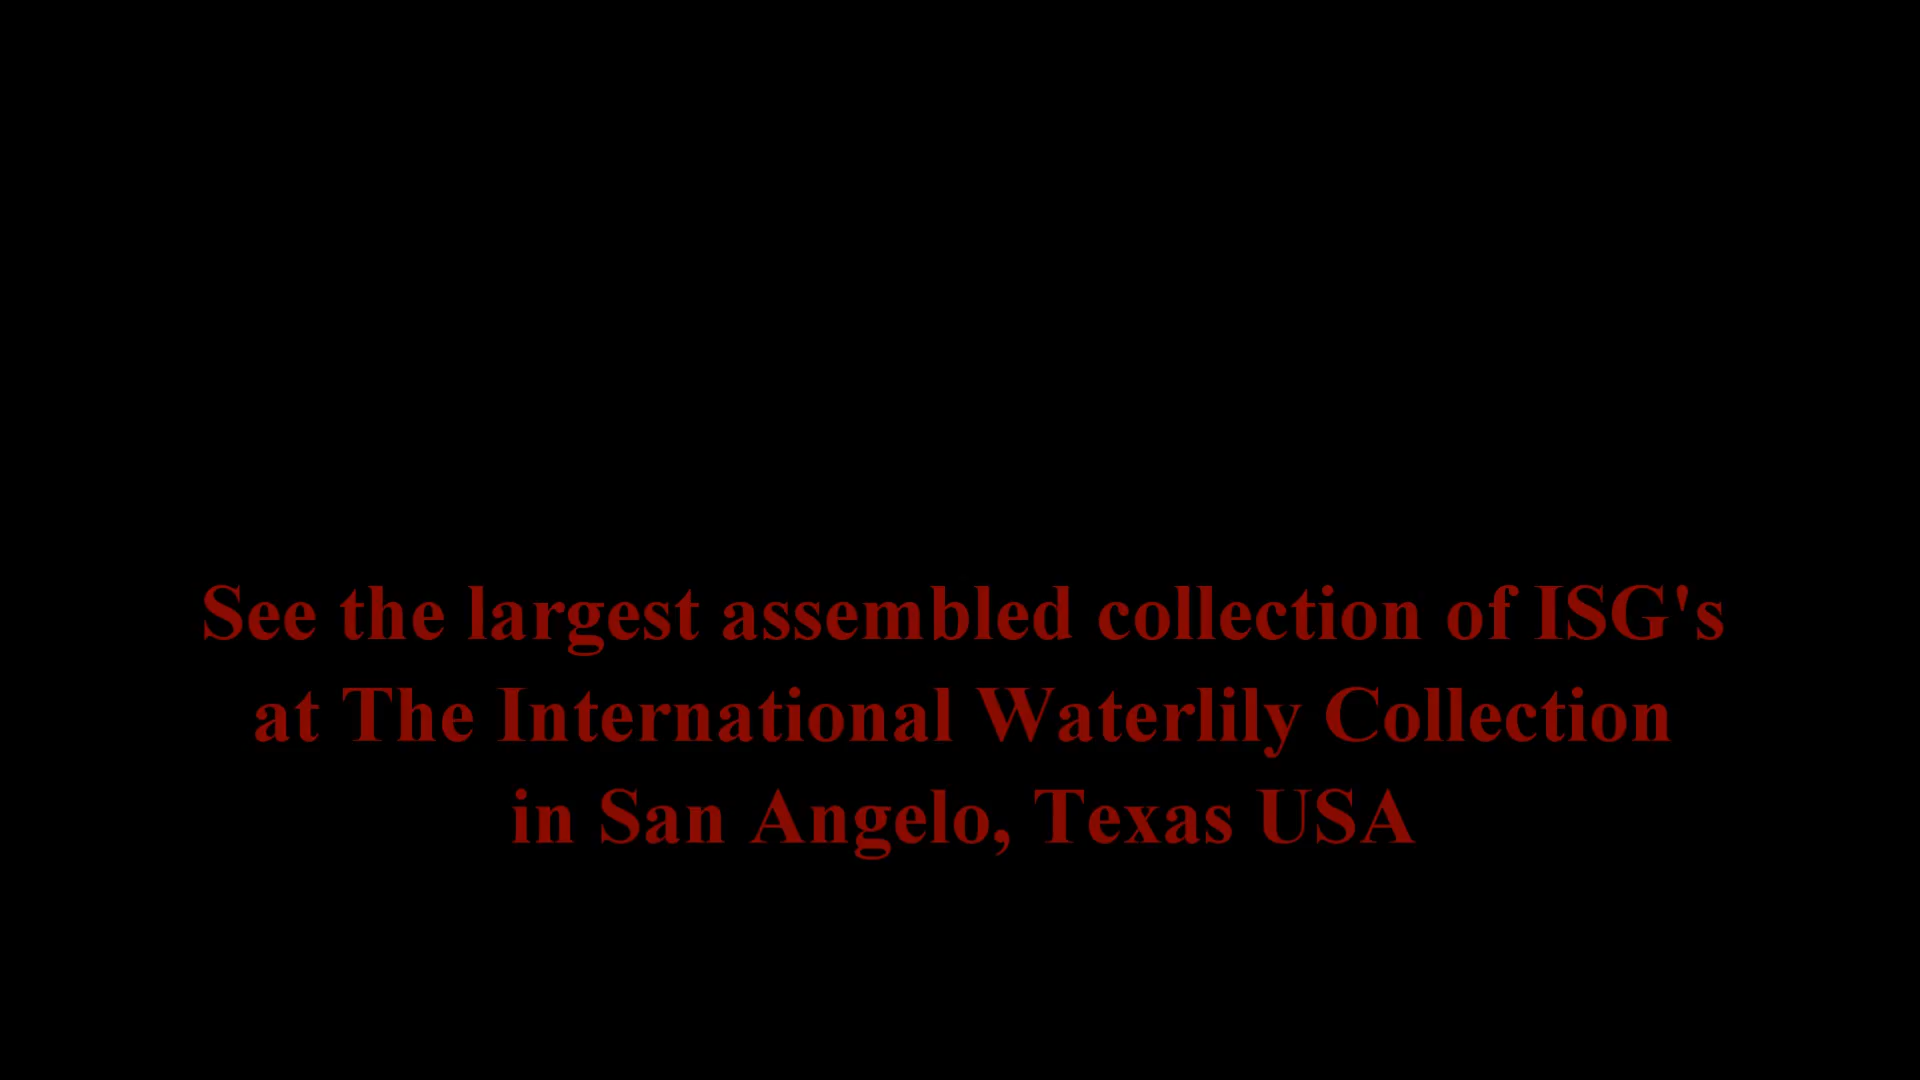 See the largest assembled collection of ISG's
at The International Waterlily Collection
in San Angelo, Texas USA